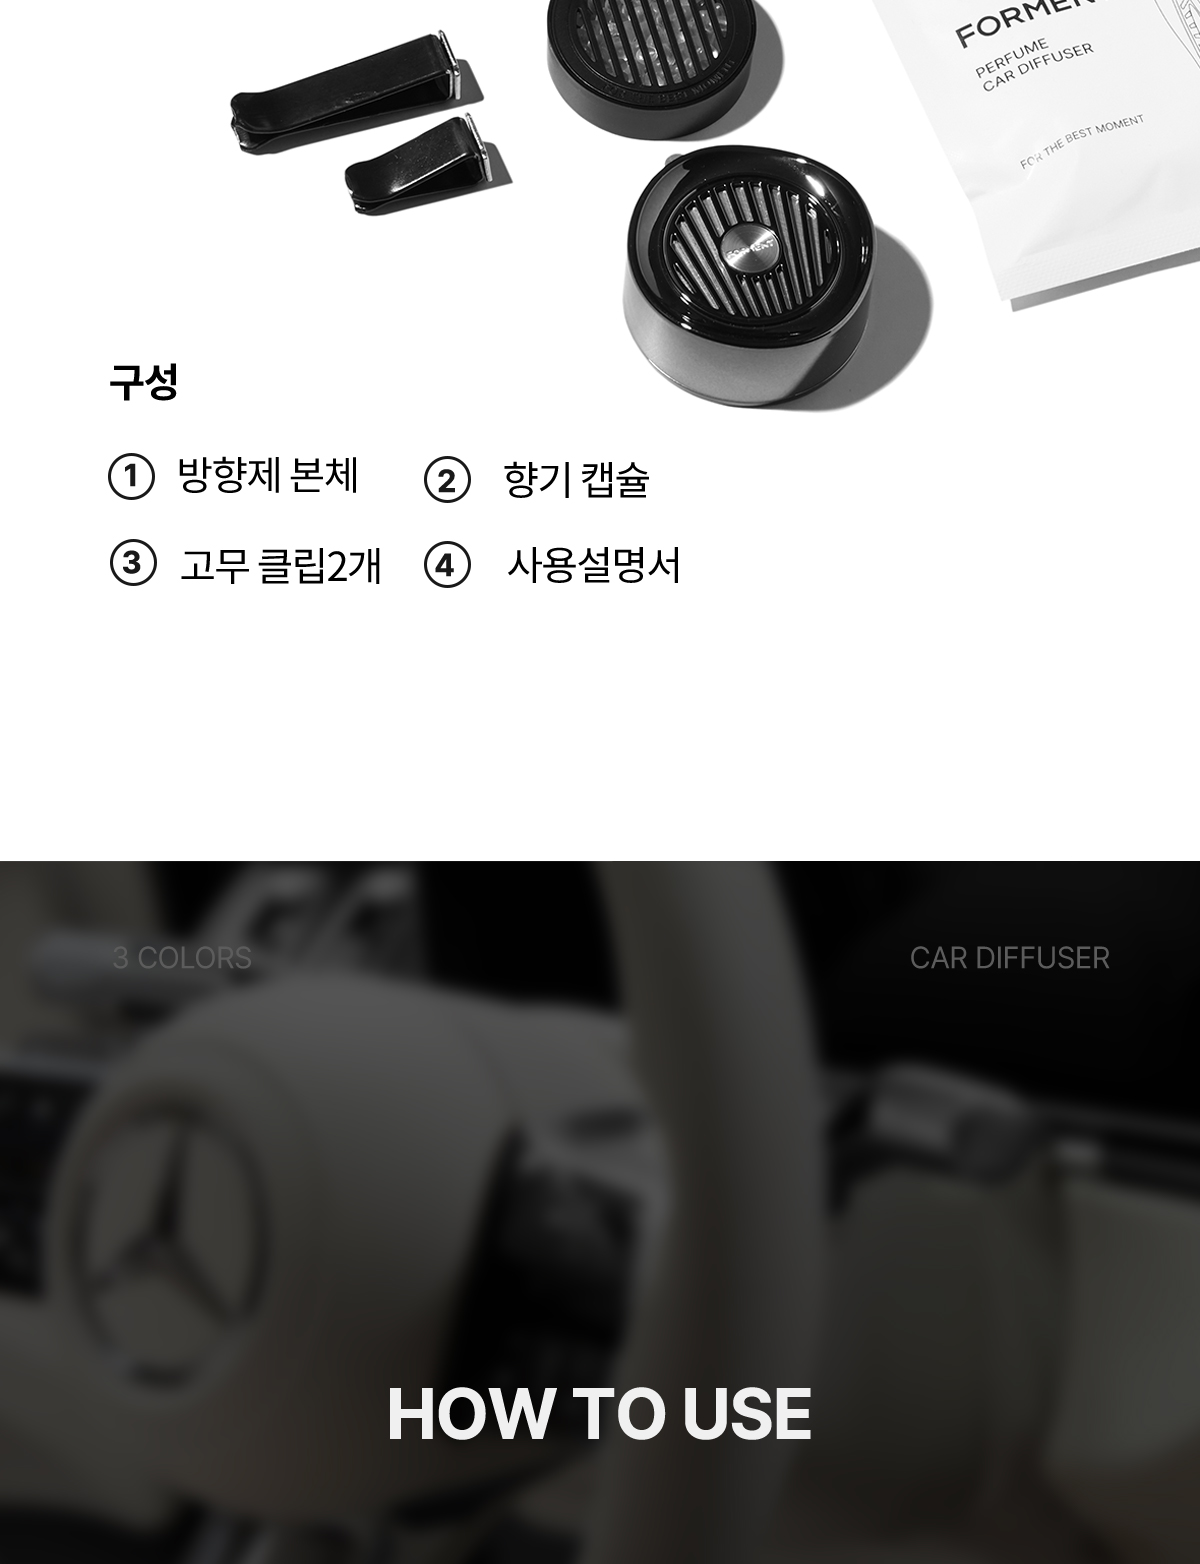 FORMENT
PERFUME
CAR DIFFUSER
FOR THE BEST MOMENT
FORMENT
구성
① 방향제 본체 ② 향기 캡슐
③ 고무 클립2개 ④ 사용설명서
3 COLORS CAR DIFFUSER
HOW TO USE